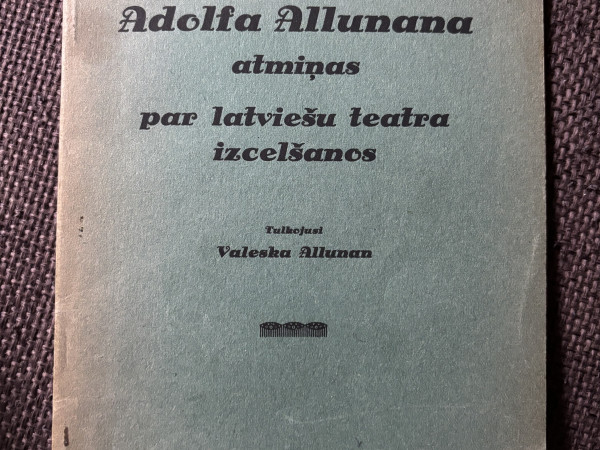 Adolfa Allunana
atmiņas
par latviešu teatra
izcelšanos
Tulkojusi
Valeska Allunan